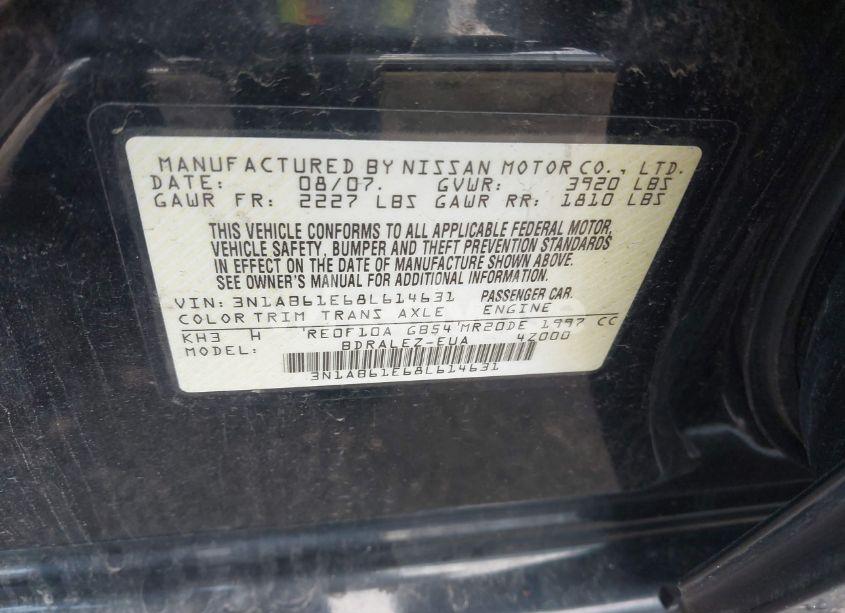 MANUFACTURED BY NISSAN MOTOR CO., LTD.
DATE: 08/07. GVWR: 3920 LBS
GAWR FR: 2227 LBS GAWR RR: 1810 LBS
THIS VEHICLE CONFORMS TO ALL APPLICABLE FEDERAL MOTOR
VEHICLE SAFETY, BUMPER AND THEFT PREVENTION STANDARDS
IN EFFECT ON THE DATE OF MANUFACTURE SHOWN ABOVE.
SEE OWNER'S MANUAL FOR ADDITIONAL INFORMATION.
VIN: 3N1AB61E68L614631 PASSENGER CAR
COLOR TRIM TRANS AXLE ENGINE
KH3 H 'RE0F10A GB54 'MR20DE 1997 CC
MODEL: BDRALEZ-EUA 4Z000
3N1AB61E68L614631